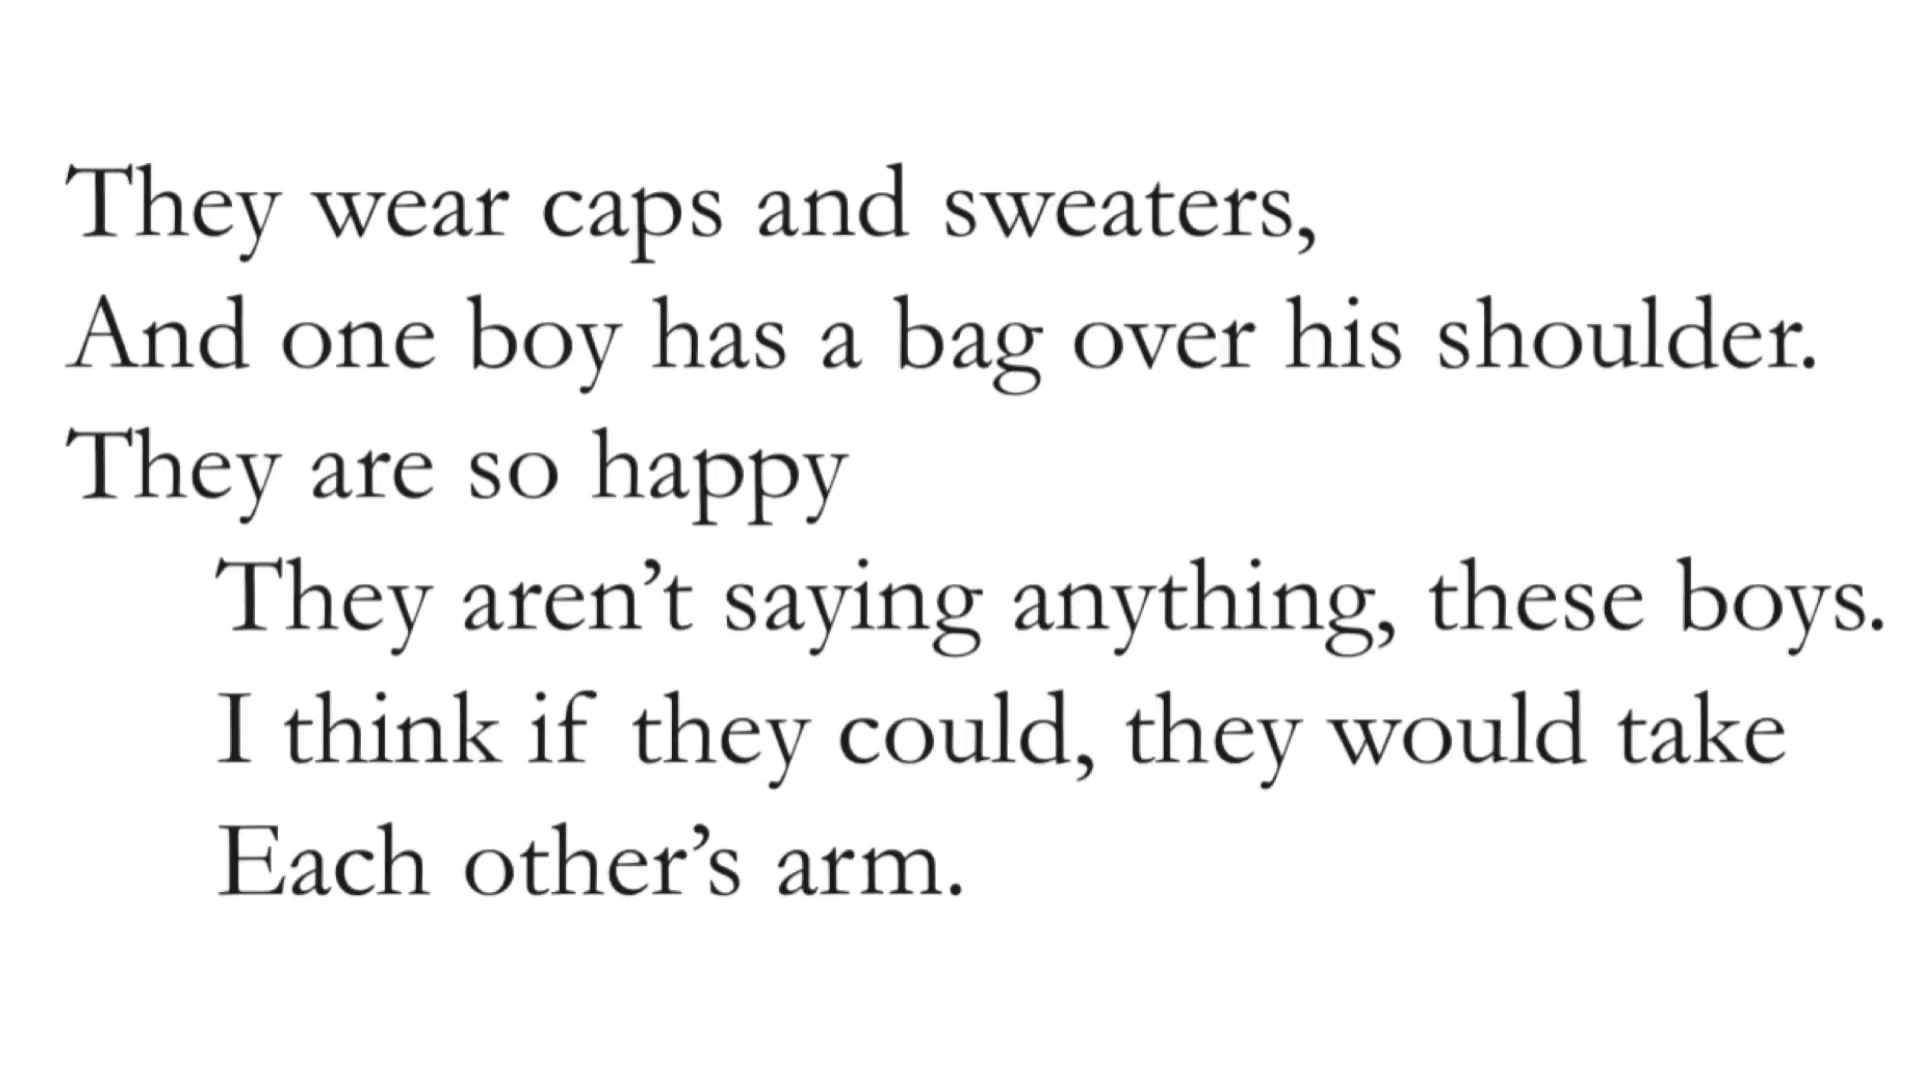 They wear caps and sweaters,
And one boy has a bag over his shoulder.
They are so happy
They aren’t saying anything, these boys.
I think if they could, they would take
Each other’s arm.